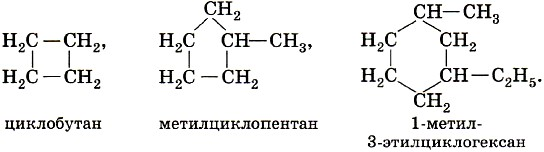 CH₂ CH—CH₃
H₂C—CH₂, H₂C CH—CH₃, H₂C CH₂
H₂C—CH₂ H₂C—CH₂ H₂C CH—C₂H₅.
CH₂
циклобутан метилциклопентан 1-метил-
3-этилциклогексан